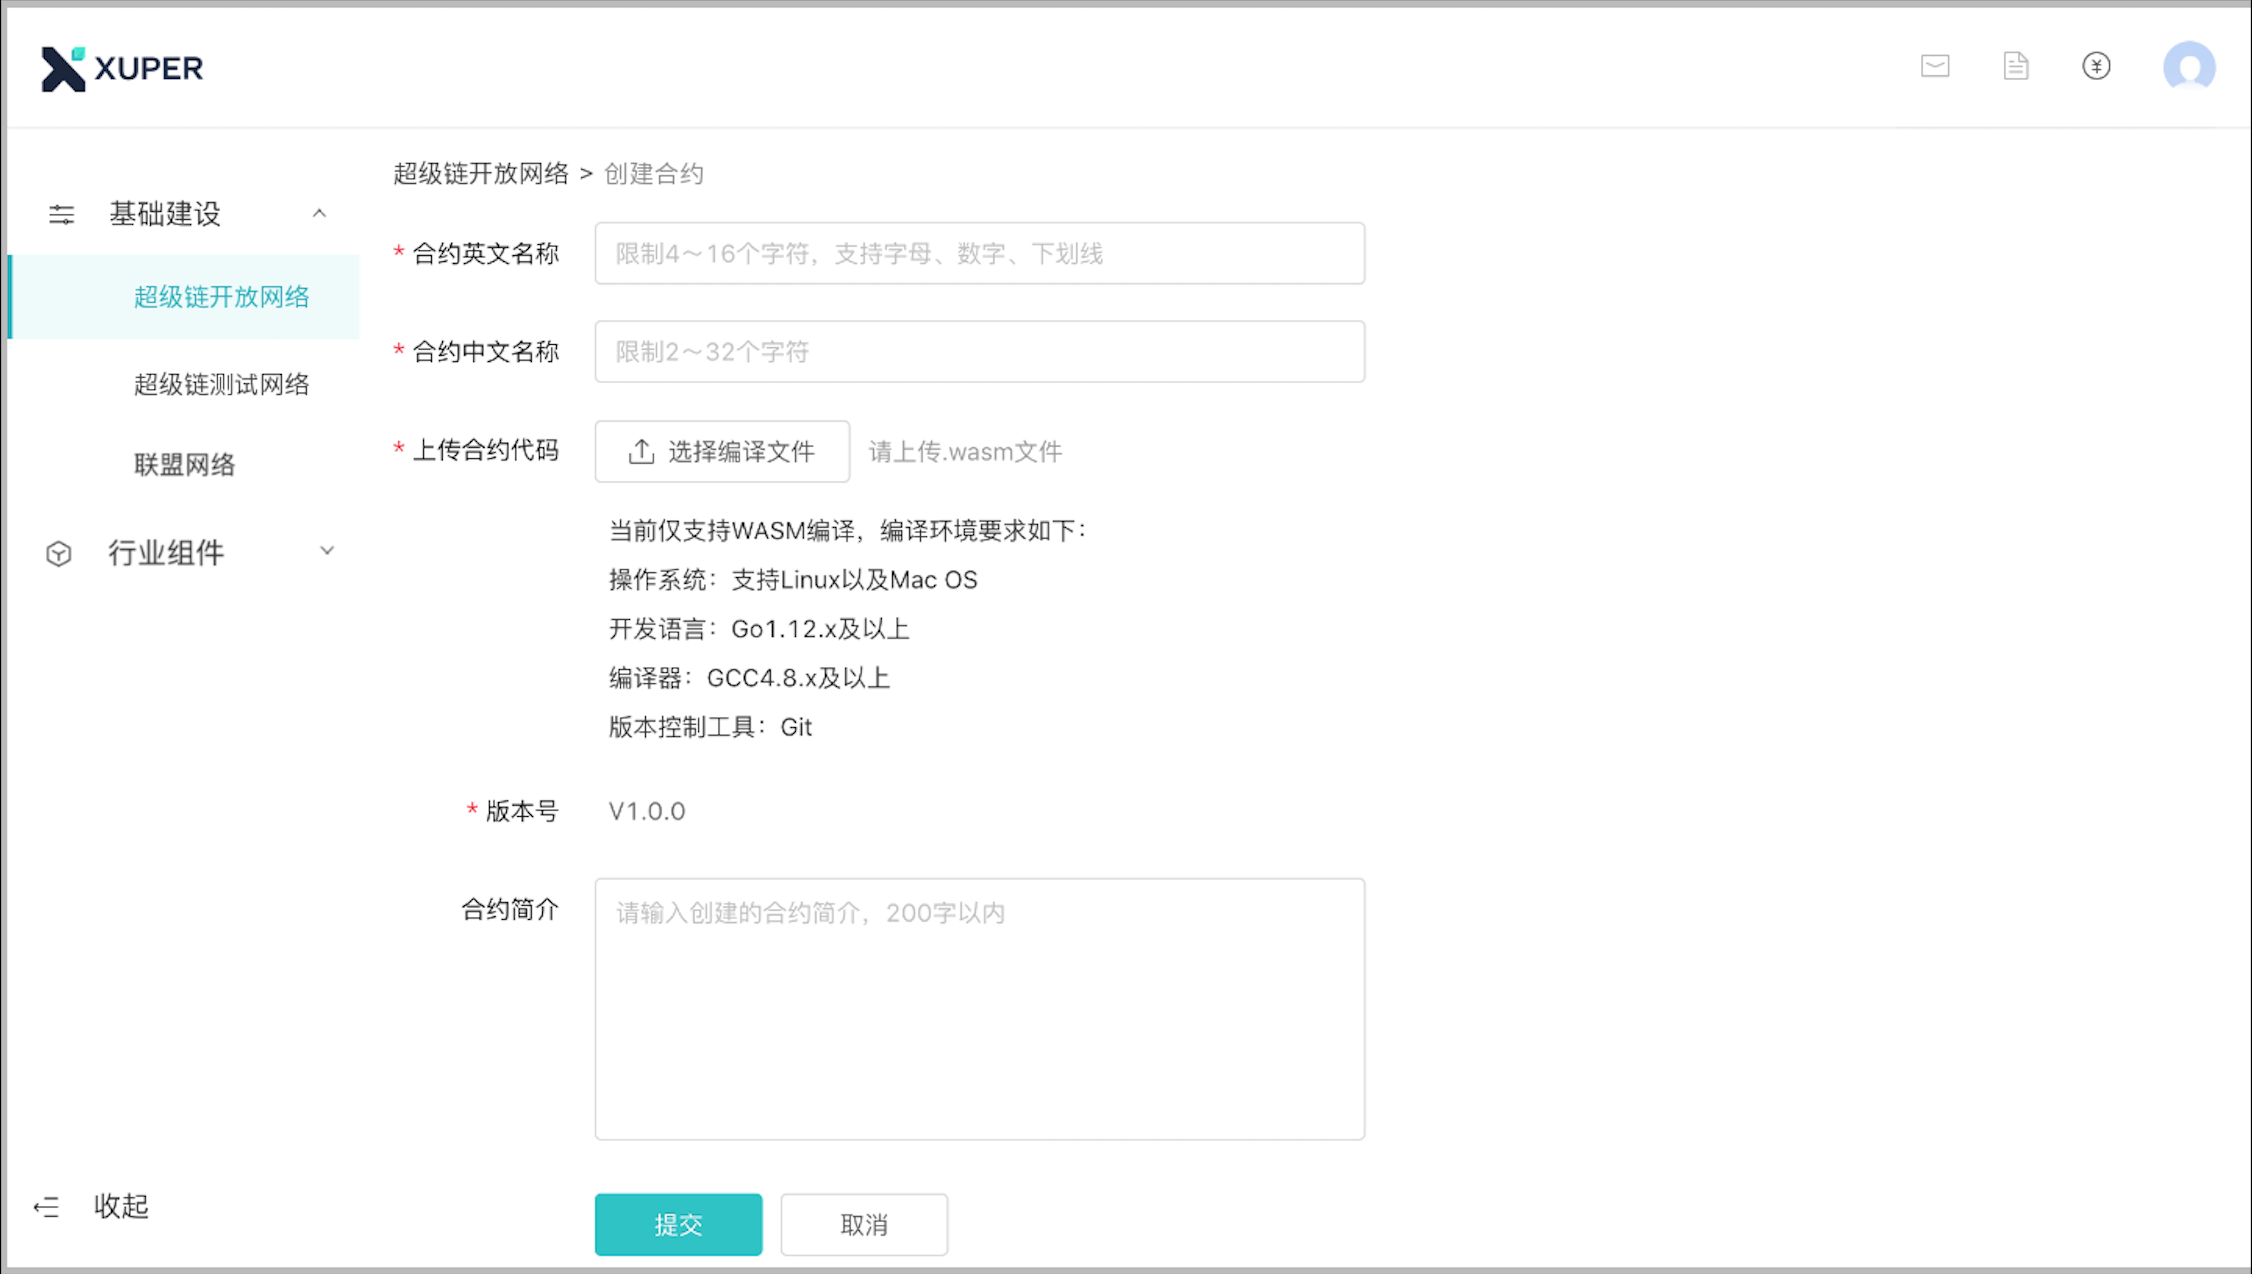 XUPER
超级链开放网络 > 创建合约
基础建设
超级链开放网络
超级链测试网络
联盟网络
行业组件
收起
* 合约英文名称
限制4~16个字符，支持字母、数字、下划线
* 合约中文名称
限制2~32个字符
* 上传合约代码
选择编译文件 请上传.wasm文件
当前仅支持WASM编译，编译环境要求如下：
操作系统：支持Linux以及Mac OS
开发语言：Go1.12.x及以上
编译器：GCC4.8.x及以上
版本控制工具：Git
* 版本号 V1.0.0
合约简介
请输入创建的合约简介，200字以内
提交 取消